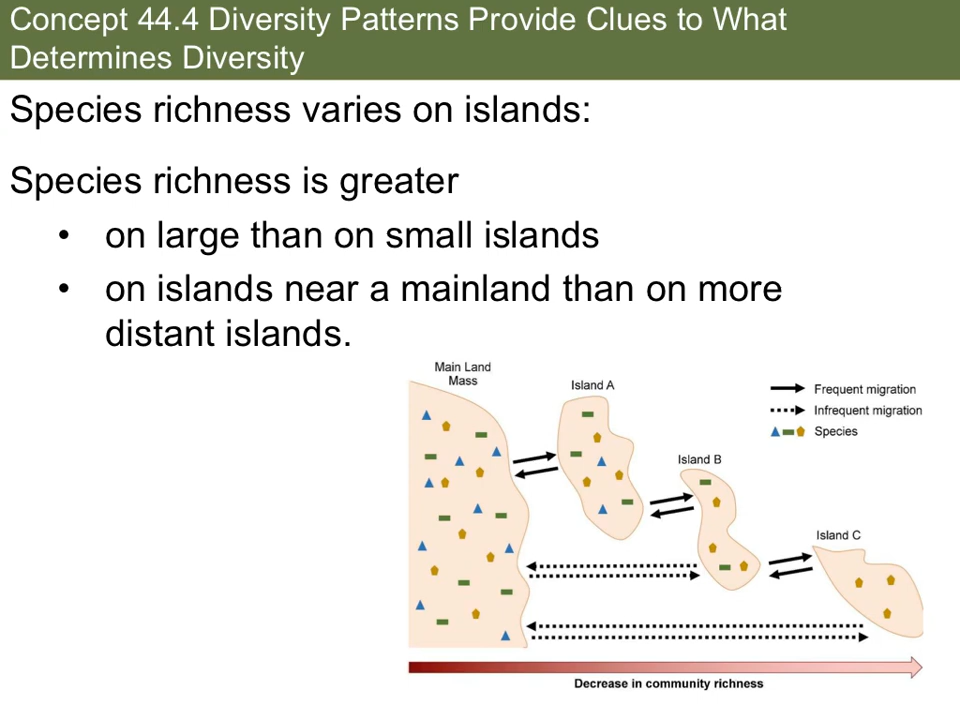 Concept 44.4 Diversity Patterns Provide Clues to What
Determines Diversity
Species richness varies on islands:
Species richness is greater
• on large than on small islands
• on islands near a mainland than on more
distant islands.
Main Land
Mass
Island A
Frequent migration
Infrequent migration
Species
Island B
Island C
Decrease in community richness